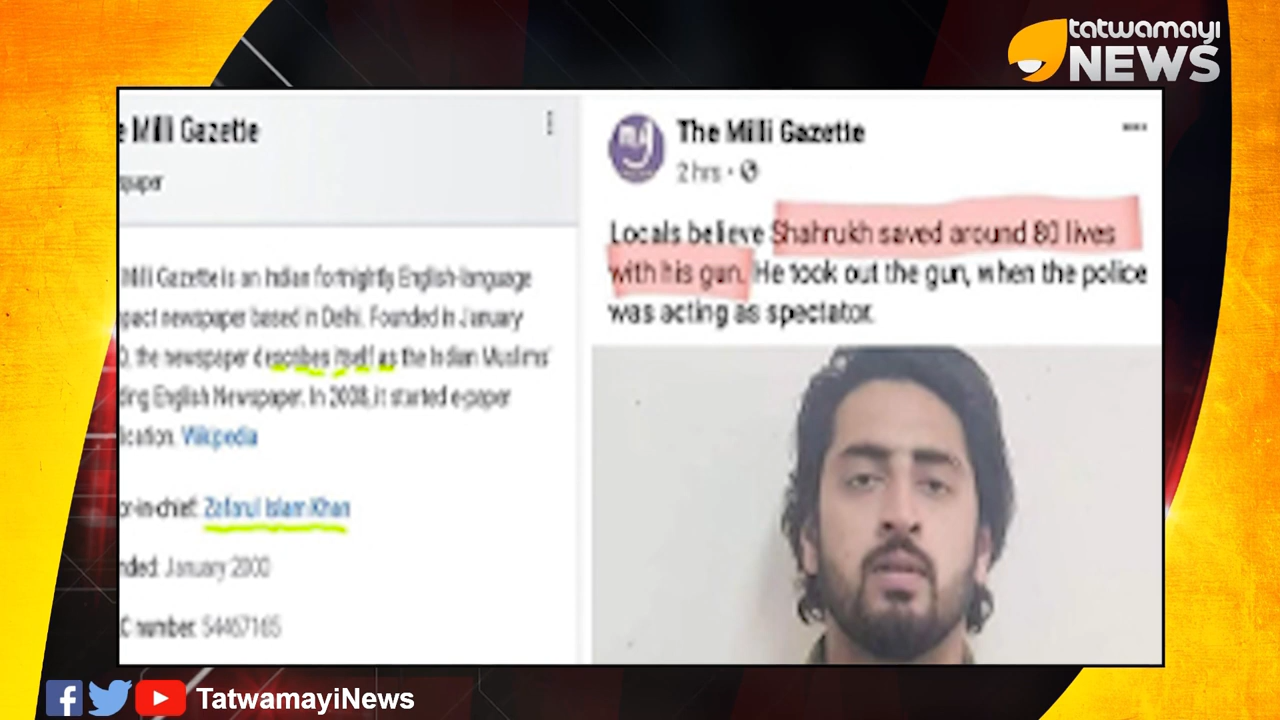 tatwamayi
NEWS
e Milli Gazette
spaper
Milli Gazette is an Indian fortnightly English-language
pact newspaper based in Delhi. Founded in January
0, the newspaper describes itself as the Indian Muslims'
ding English Newspaper. In 2008, it started e-paper
lication. Wikipedia
or-in-chief: Zafarul Islam Khan
nded: January 2000
C number: 54467165
mg
The Milli Gazette
2 hrs ·
Locals believe Shahrukh saved around 80 lives
with his gun. He took out the gun, when the police
was acting as spectator.
TatwamayiNews